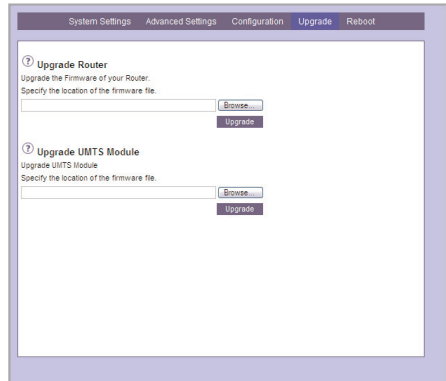 System Settings Advanced Settings Configuration Upgrade Reboot
? Upgrade Router
Upgrade the Firmware of your Router.
Specify the location of the firmware file.
Browse...
Upgrade
? Upgrade UMTS Module
Upgrade UMTS Module
Specify the location of the firmware file.
Browse...
Upgrade